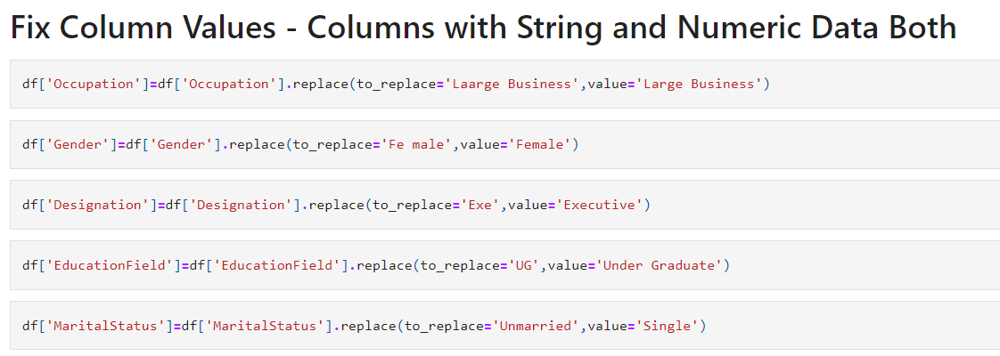 Fix Column Values - Columns with String and Numeric Data Both
df['Occupation']=df['Occupation'].replace(to_replace='Laarge Business',value='Large Business')
df['Gender']=df['Gender'].replace(to_replace='Fe male',value='Female')
df['Designation']=df['Designation'].replace(to_replace='Exe',value='Executive')
df['EducationField']=df['EducationField'].replace(to_replace='UG',value='Under Graduate')
df['MaritalStatus']=df['MaritalStatus'].replace(to_replace='Unmarried',value='Single')